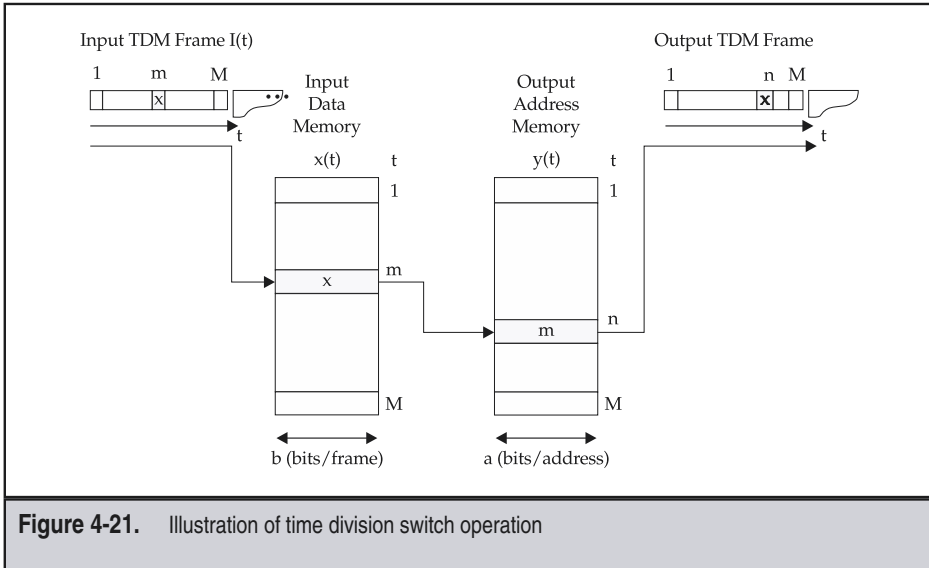 Input TDM Frame I(t)
1 m M
x
t
Input
Data
Memory
x(t) t
1
x
m
M
b (bits/frame)
Output
Address
Memory
y(t) t
1
m
n
M
a (bits/address)
Output TDM Frame
1 n M
x
t
Figure 4-21. Illustration of time division switch operation